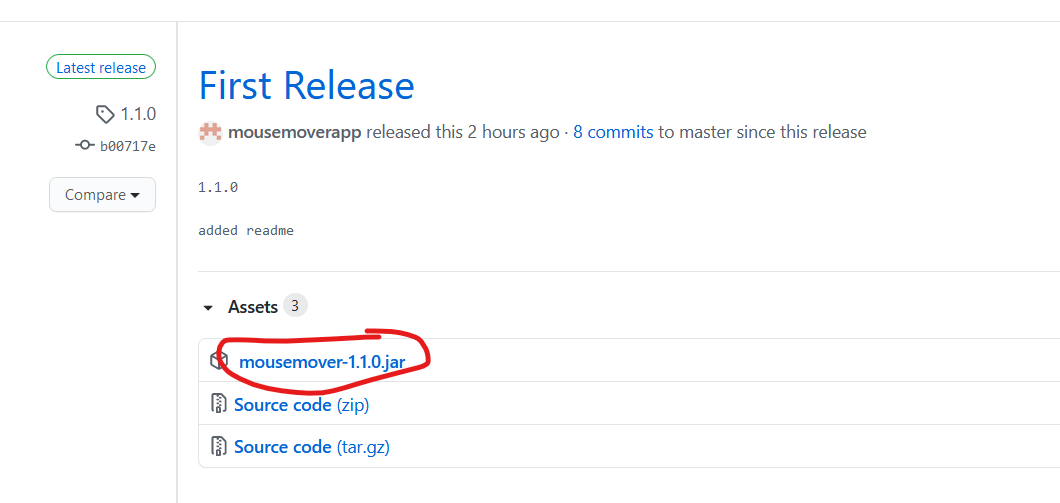 Latest release
1.1.0
b00717e
Compare
First Release
mousemoverapp released this 2 hours ago · 8 commits to master since this release
1.1.0
added readme
Assets 3
mousemover-1.1.0.jar
Source code (zip)
Source code (tar.gz)